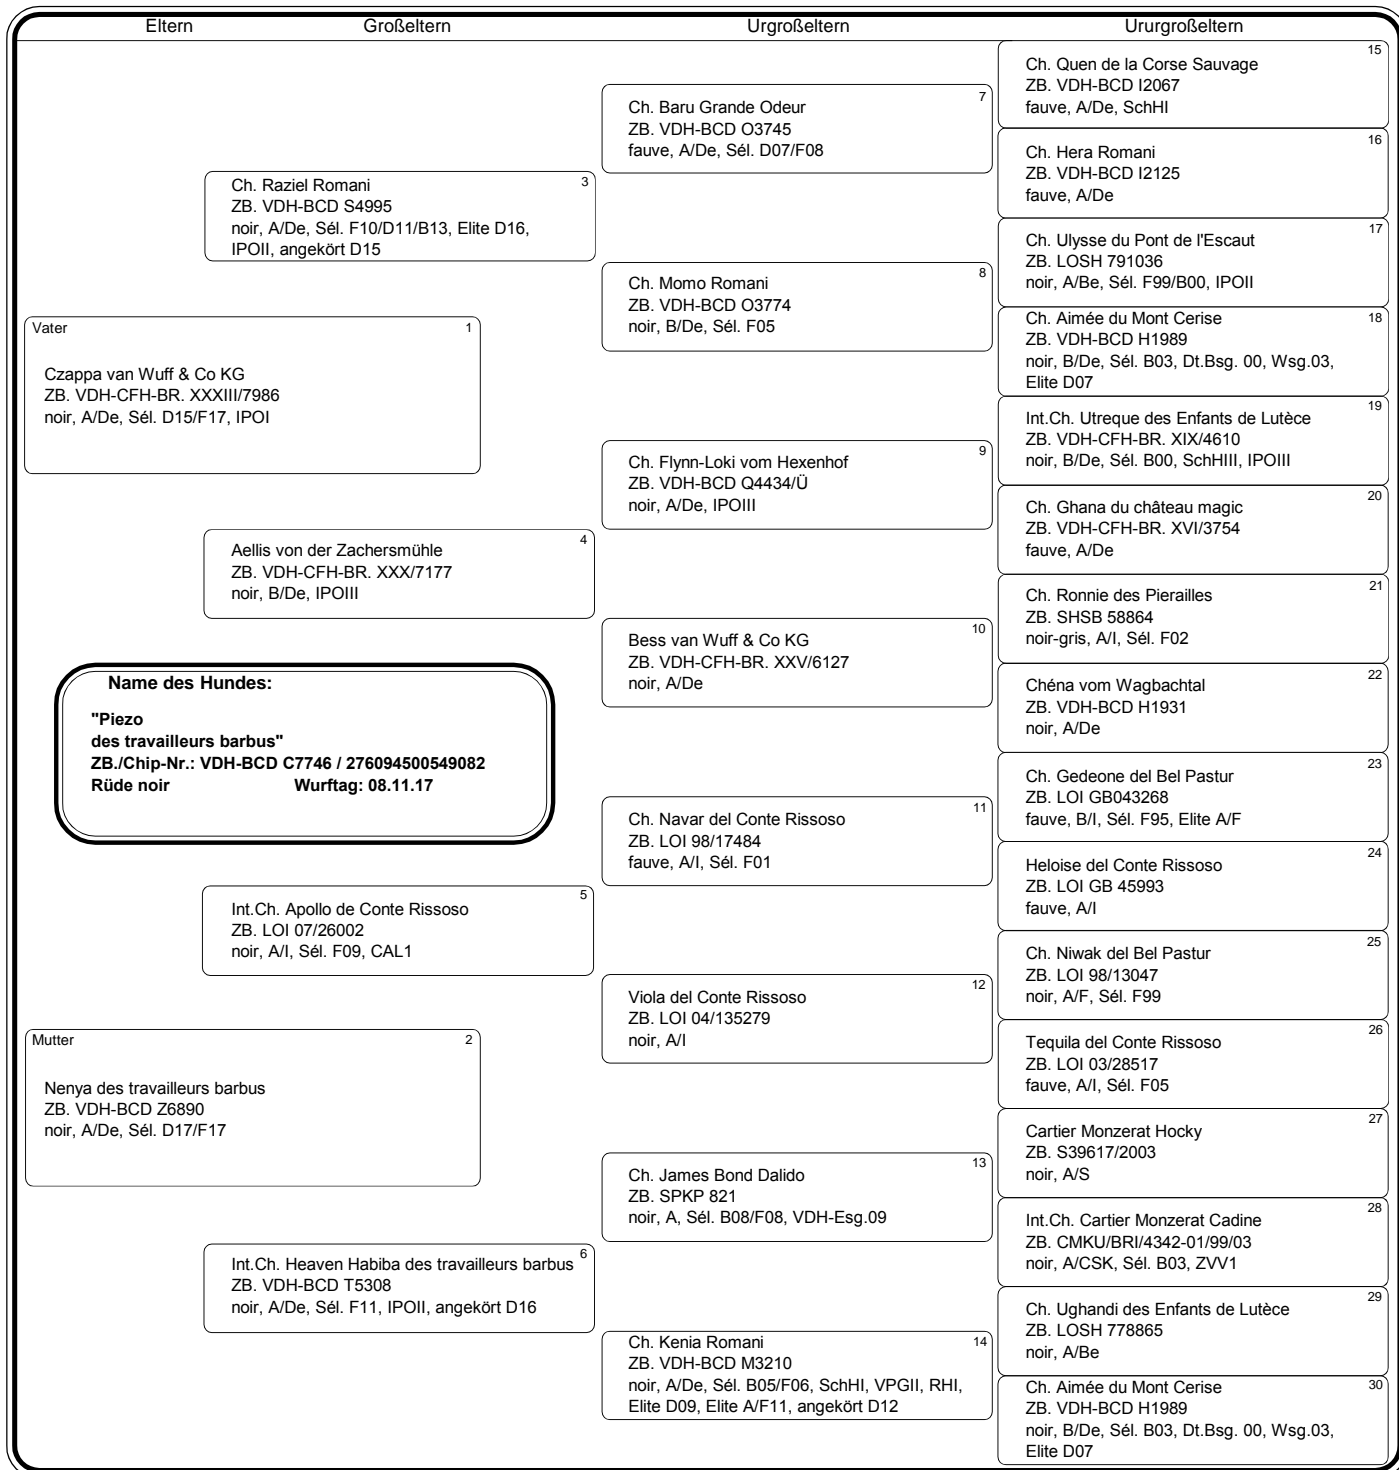 Eltern Großeltern Urgroßeltern Ururgroßeltern
15
Ch. Quen de la Corse Sauvage
ZB. VDH-BCD I2067
fauve, A/De, SchHI
7
Ch. Baru Grande Odeur
ZB. VDH-BCD O3745
fauve, A/De, Sél. D07/F08
16
Ch. Hera Romani
ZB. VDH-BCD I2125
fauve, A/De
3
Ch. Raziel Romani
ZB. VDH-BCD S4995
noir, A/De, Sél. F10/D11/B13, Elite D16,
IPOII, angekört D15
17
Ch. Ulysse du Pont de l'Escaut
ZB. LOSH 791036
noir, A/Be, Sél. F99/B00, IPOII
8
Ch. Momo Romani
ZB. VDH-BCD O3774
noir, B/De, Sél. F05
18
Ch. Aimée du Mont Cerise
ZB. VDH-BCD H1989
noir, B/De, Sél. B03, Dt.Bsg. 00, Wsg.03,
Elite D07
Vater 1
Czappa van Wuff & Co KG
ZB. VDH-CFH-BR. XXXIII/7986
noir, A/De, Sél. D15/F17, IPOI
19
Int.Ch. Utreque des Enfants de Lutèce
ZB. VDH-CFH-BR. XIX/4610
noir, B/De, Sél. B00, SchHIII, IPOIII
9
Ch. Flynn-Loki vom Hexenhof
ZB. VDH-BCD Q4434/Ü
noir, A/De, IPOIII
20
Ch. Ghana du château magic
ZB. VDH-CFH-BR. XVI/3754
fauve, A/De
4
Aellis von der Zachersmühle
ZB. VDH-CFH-BR. XXX/7177
noir, B/De, IPOIII
21
Ch. Ronnie des Pierailles
ZB. SHSB 58864
noir-gris, A/I, Sél. F02
10
Bess van Wuff & Co KG
ZB. VDH-CFH-BR. XXV/6127
noir, A/De
22
Chéna vom Wagbachtal
ZB. VDH-BCD H1931
noir, A/De
Name des Hundes:
"Piezo
des travailleurs barbus"
ZB./Chip-Nr.: VDH-BCD C7746 / 276094500549082
Rüde noir Wurftag: 08.11.17
23
Ch. Gedeone del Bel Pastur
ZB. LOI GB043268
fauve, B/I, Sél. F95, Elite A/F
11
Ch. Navar del Conte Rissoso
ZB. LOI 98/17484
fauve, A/I, Sél. F01
24
Heloise del Conte Rissoso
ZB. LOI GB 45993
fauve, A/I
5
Int.Ch. Apollo de Conte Rissoso
ZB. LOI 07/26002
noir, A/I, Sél. F09, CAL1
25
Ch. Niwak del Bel Pastur
ZB. LOI 98/13047
noir, A/F, Sél. F99
12
Viola del Conte Rissoso
ZB. LOI 04/135279
noir, A/I
26
Tequila del Conte Rissoso
ZB. LOI 03/28517
fauve, A/I, Sél. F05
Mutter 2
Nenya des travailleurs barbus
ZB. VDH-BCD Z6890
noir, A/De, Sél. D17/F17
27
Cartier Monzerat Hocky
ZB. S39617/2003
noir, A/S
13
Ch. James Bond Dalido
ZB. SPKP 821
noir, A, Sél. B08/F08, VDH-Esg.09
28
Int.Ch. Cartier Monzerat Cadine
ZB. CMKU/BRI/4342-01/99/03
noir, A/CSK, Sél. B03, ZVV1
6
Int.Ch. Heaven Habiba des travailleurs barbus
ZB. VDH-BCD T5308
noir, A/De, Sél. F11, IPOII, angekört D16
29
Ch. Ughandi des Enfants de Lutèce
ZB. LOSH 778865
noir, A/Be
14
Ch. Kenia Romani
ZB. VDH-BCD M3210
noir, A/De, Sél. B05/F06, SchHI, VPGII, RHI,
Elite D09, Elite A/F11, angekört D12
30
Ch. Aimée du Mont Cerise
ZB. VDH-BCD H1989
noir, B/De, Sél. B03, Dt.Bsg. 00, Wsg.03,
Elite D07